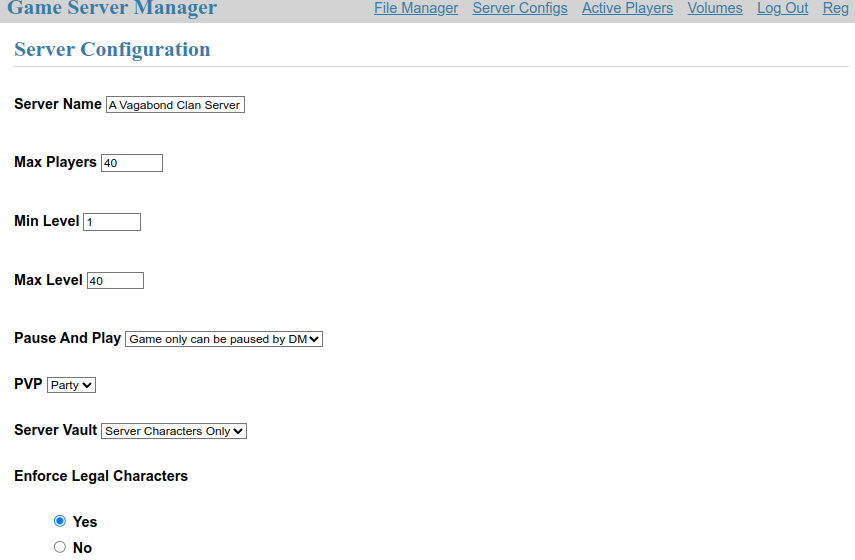 Game Server Manager File Manager Server Configs Active Players Volumes Log Out Reg
Server Configuration
Server Name A Vagabond Clan Server
Max Players 40
Min Level 1
Max Level 40
Pause And Play Game only can be paused by DM
PVP Party
Server Vault Server Characters Only
Enforce Legal Characters
Yes
No